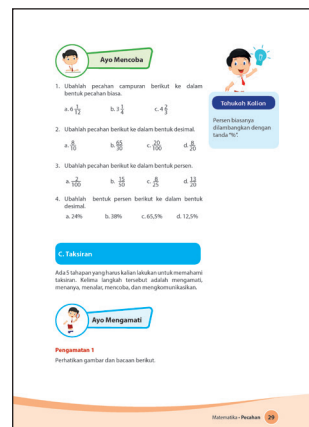 Ayo Mencoba
1. Ubahlah pecahan campuran berikut ke dalam
bentuk pecahan biasa.
a. 6 1/12 b. 3 1/4 c. 4 2/3
2. Ubahlah pecahan berikut ke dalam bentuk desimal.
a. 8/10 b. 65/30 c. 20/100 d. 8/20
3. Ubahlah pecahan berikut ke dalam bentuk persen.
a. 2/100 b. 15/50 c. 8/25 d. 13/20
4. Ubahlah bentuk persen berikut ke dalam bentuk
desimal.
a. 24% b. 38% c. 65,5% d. 12,5%
Tahukah Kalian
Persen biasanya
dilambangkan dengan
tanda "%".
C. Taksiran
Ada 5 tahapan yang harus kalian lakukan untuk memahami
taksiran. Kelima langkah tersebut adalah mengamati,
menanya, menalar, mencoba, dan mengkomunikasikan.
Ayo Mengamati
Pengamatan 1
Perhatikan gambar dan bacaan berikut.
Matematika • Pecahan 29